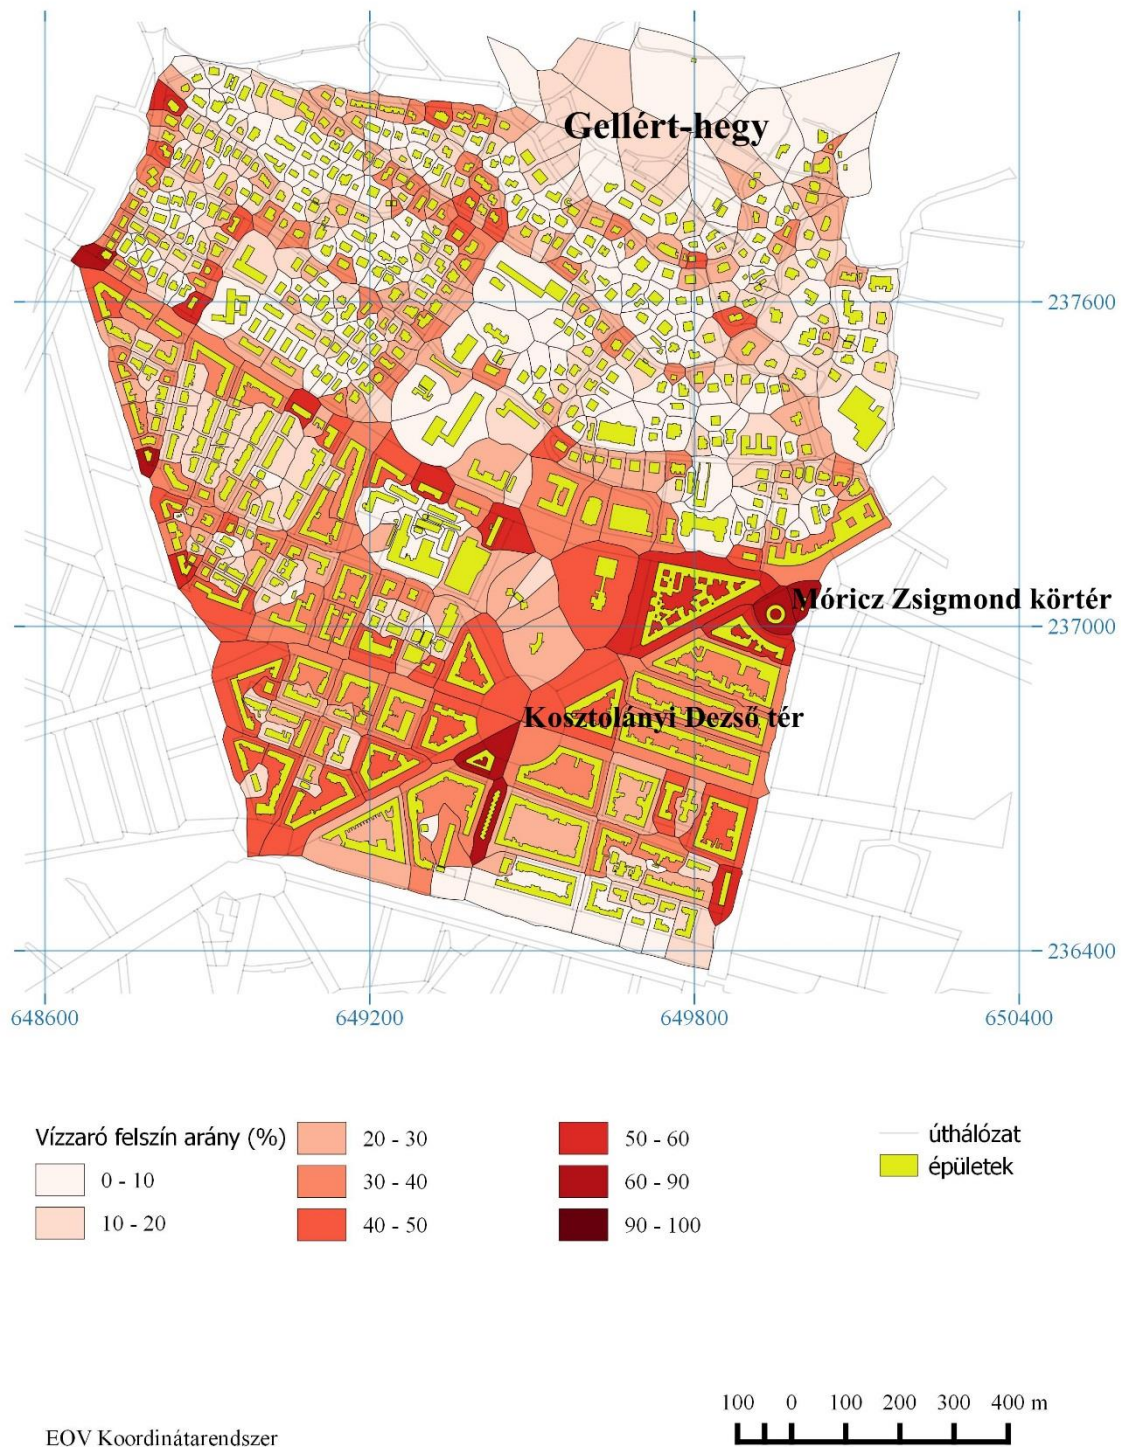 Gellért-hegy
237600
Móricz Zsigmond körtér
237000
Kosztolányi Dezső tér
236400
648600 649200 649800 650400
Vízzaró felszín arány (%)
0 - 10
10 - 20
20 - 30
30 - 40
40 - 50
50 - 60
60 - 90
90 - 100
úthálózat
épületek
100 0 100 200 300 400 m
EOV Koordinátarendszer